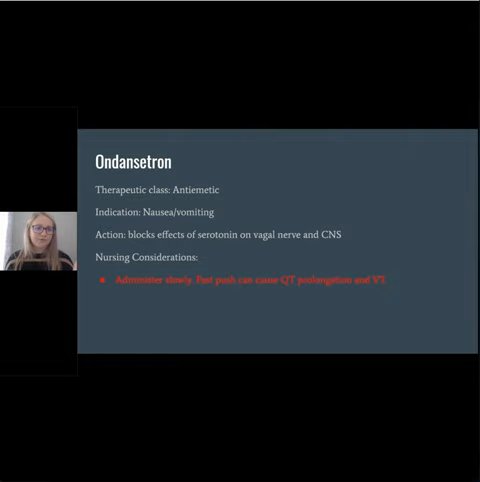 Ondansetron
Therapeutic class: Antiemetic
Indication: Nausea/vomiting
Action: blocks effects of serotonin on vagal nerve and CNS
Nursing Considerations:
Administer slowly. Fast push can cause QT prolongation and VT